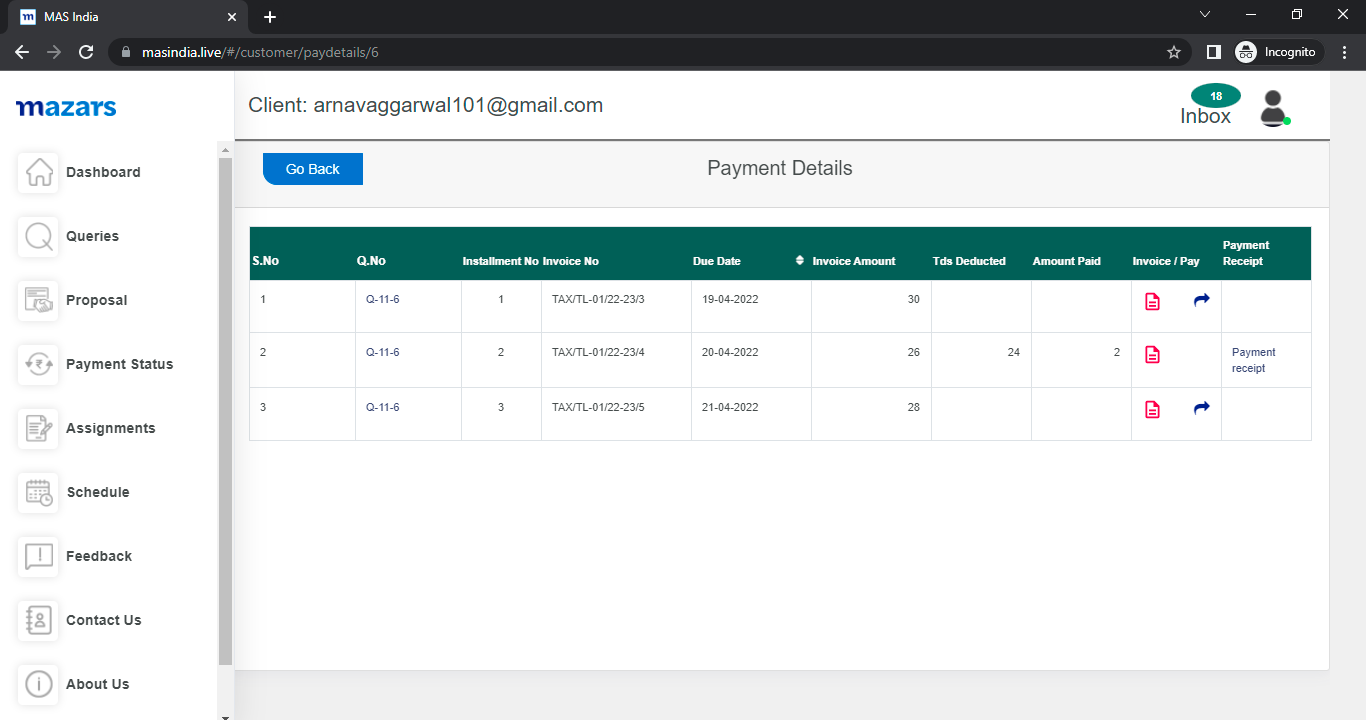 m MAS India
masindia.live/#/customer/paydetails/6
Incognito
mazars
Client: arnavaggarwal101@gmail.com
18
Inbox
Dashboard
Queries
Proposal
Payment Status
Assignments
Schedule
Feedback
Contact Us
About Us
Go Back
Payment Details
S.No Q.No Installment No Invoice No Due Date Invoice Amount Tds Deducted Amount Paid Invoice / Pay Payment Receipt
1 Q-11-6 1 TAX/TL-01/22-23/3 19-04-2022 30
2 Q-11-6 2 TAX/TL-01/22-23/4 20-04-2022 26 24 2 Payment receipt
3 Q-11-6 3 TAX/TL-01/22-23/5 21-04-2022 28